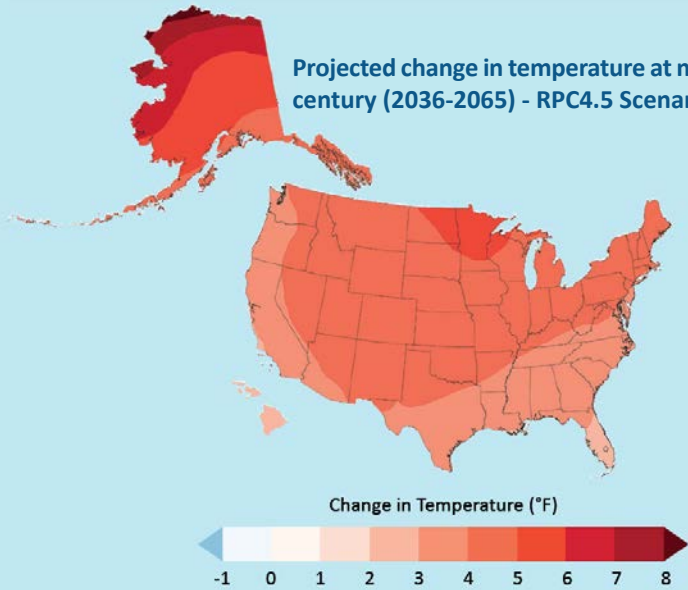 Projected change in temperature at m
century (2036-2065) - RPC4.5 Scenar
Change in Temperature (°F)
-1 0 1 2 3 4 5 6 7 8